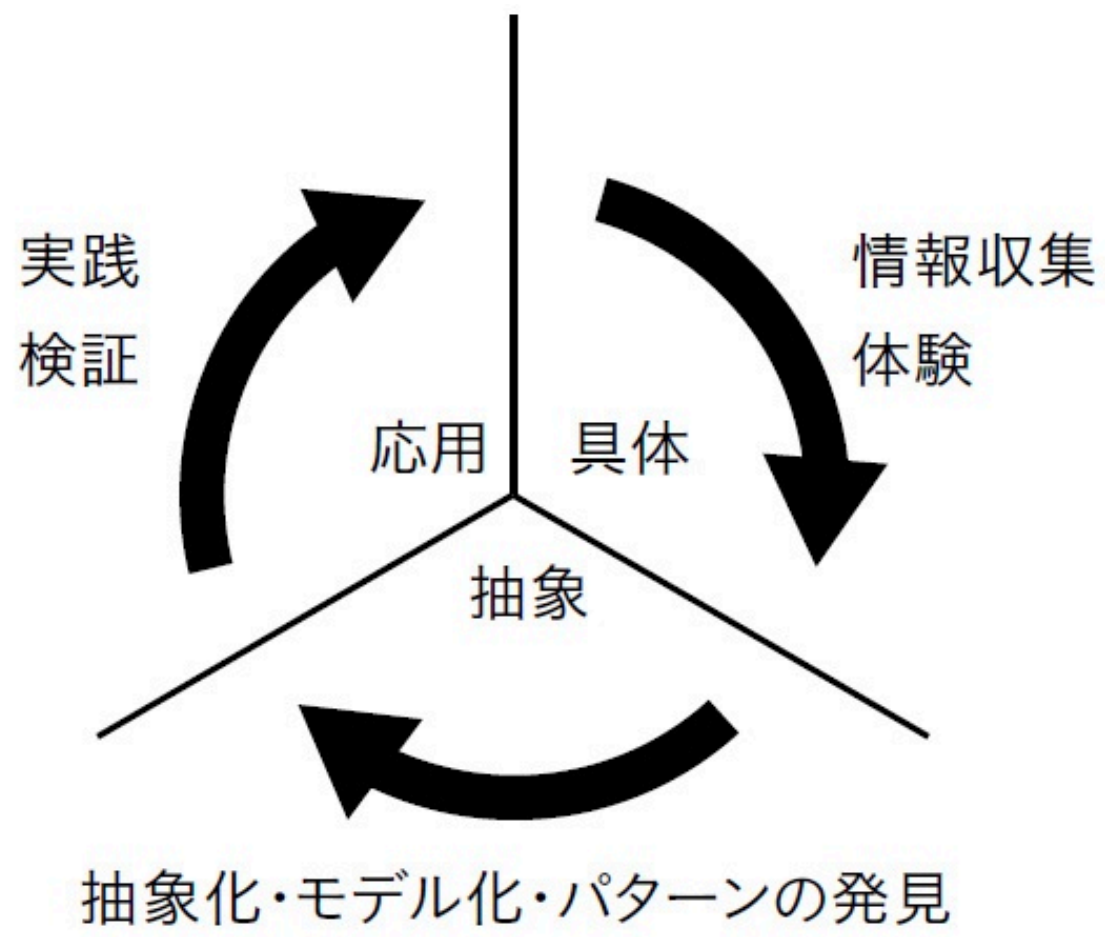 実践
検証
情報収集
体験
応用
具体
抽象
抽象化・モデル化・パターンの発見